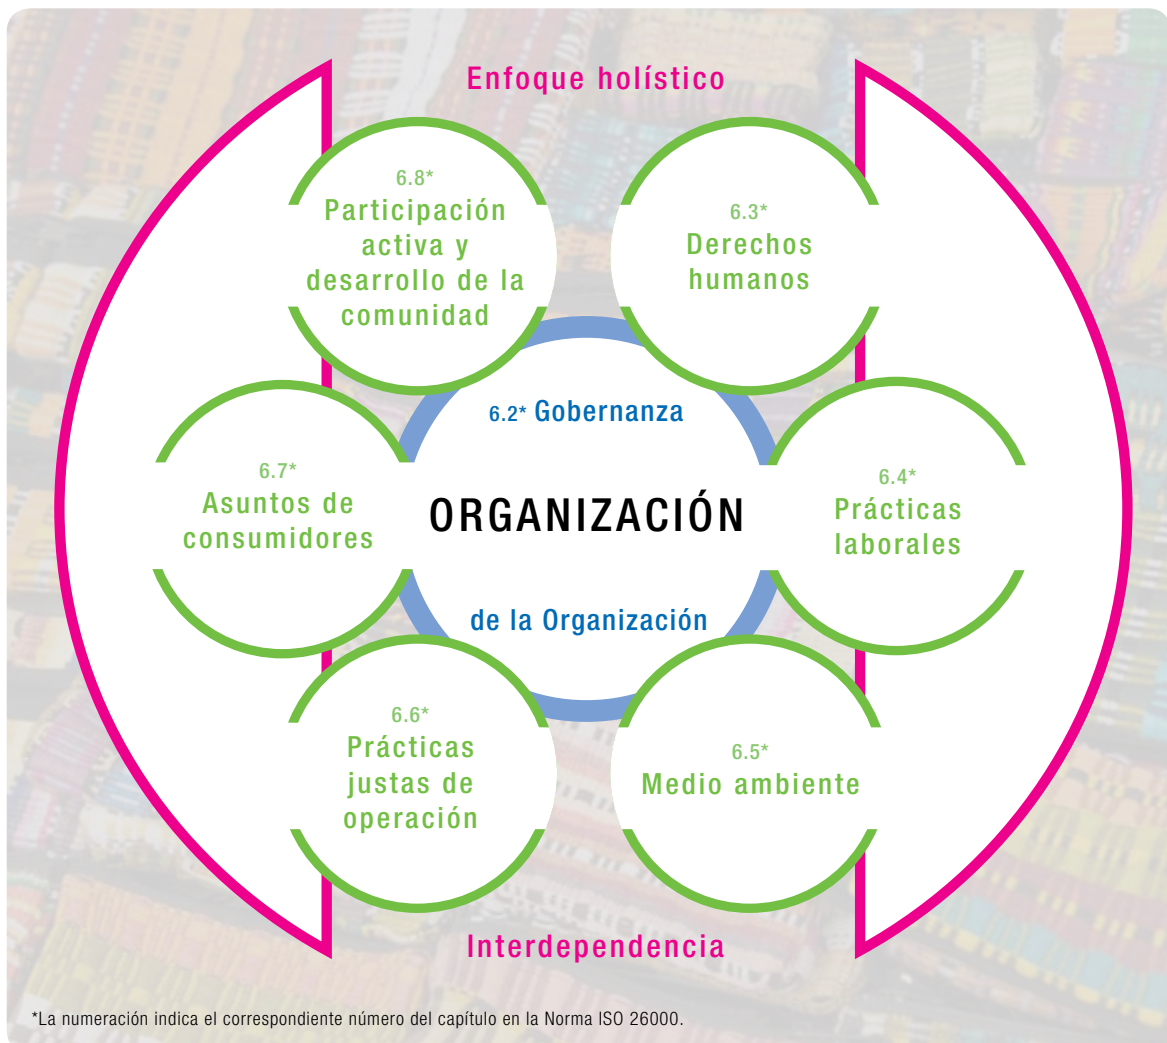 Enfoque holístico
6.8*
Participación
activa y
desarrollo de la
comunidad
6.3*
Derechos
humanos
6.2* Gobernanza
6.7*
Asuntos de
consumidores
ORGANIZACIÓN
6.4*
Prácticas
laborales
de la Organización
6.6*
Prácticas
justas de
operación
6.5*
Medio ambiente
Interdependencia
*La numeración indica el correspondiente número del capítulo en la Norma ISO 26000.